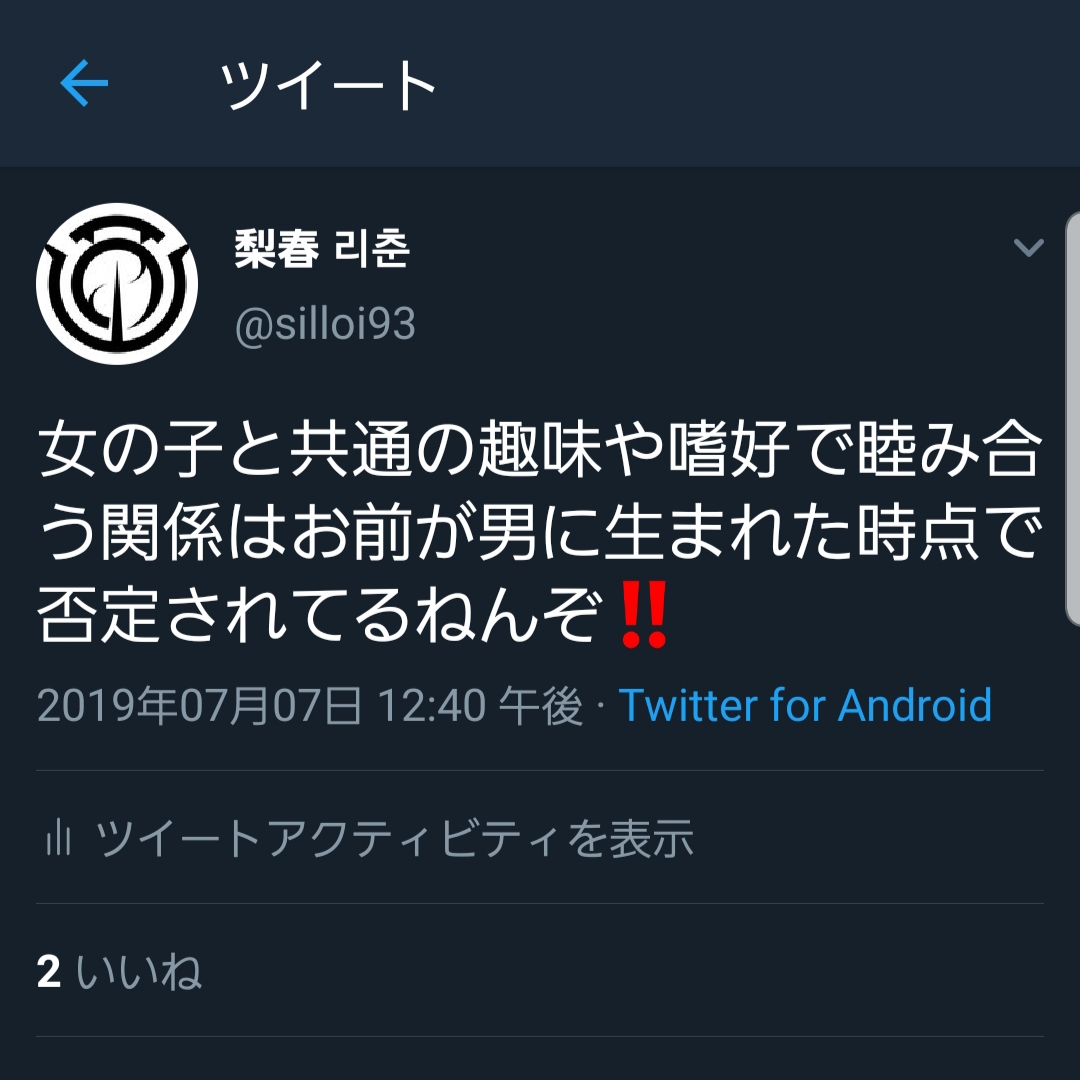 ツイート
梨春 리춘
@silloi93
女の子と共通の趣味や嗜好で睦み合
う関係はお前が男に生まれた時点で
否定されてるねんぞ‼
2019年07月07日 12:40 午後 · Twitter for Android
ツイートアクティビティを表示
2 いいね